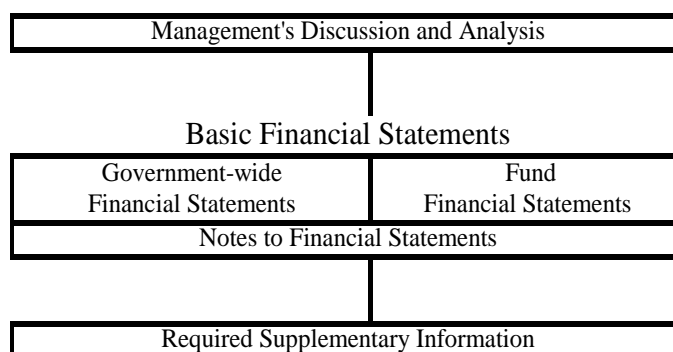 Management's Discussion and Analysis
Basic Financial Statements
Government-wide
Financial Statements
Fund
Financial Statements
Notes to Financial Statements
Required Supplementary Information